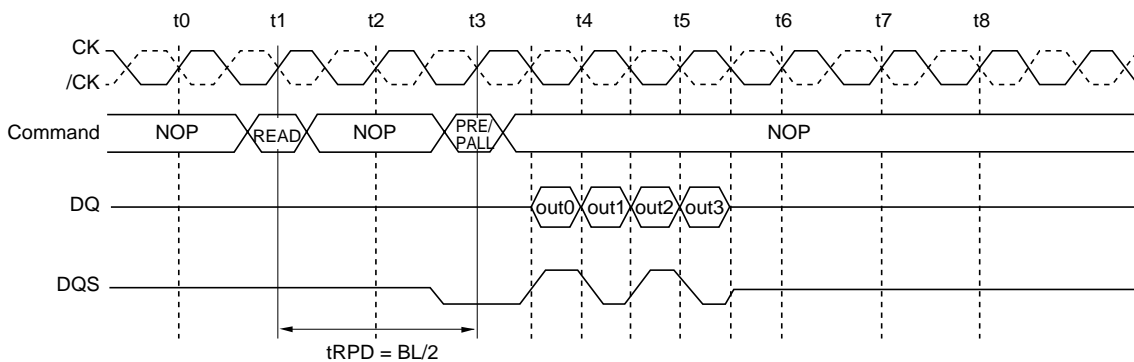 t0 t1 t2 t3 t4 t5 t6 t7 t8
CK
/CK
Command NOP READ NOP PRE/ PALL NOP
DQ out0 out1 out2 out3
DQS
tRPD = BL/2